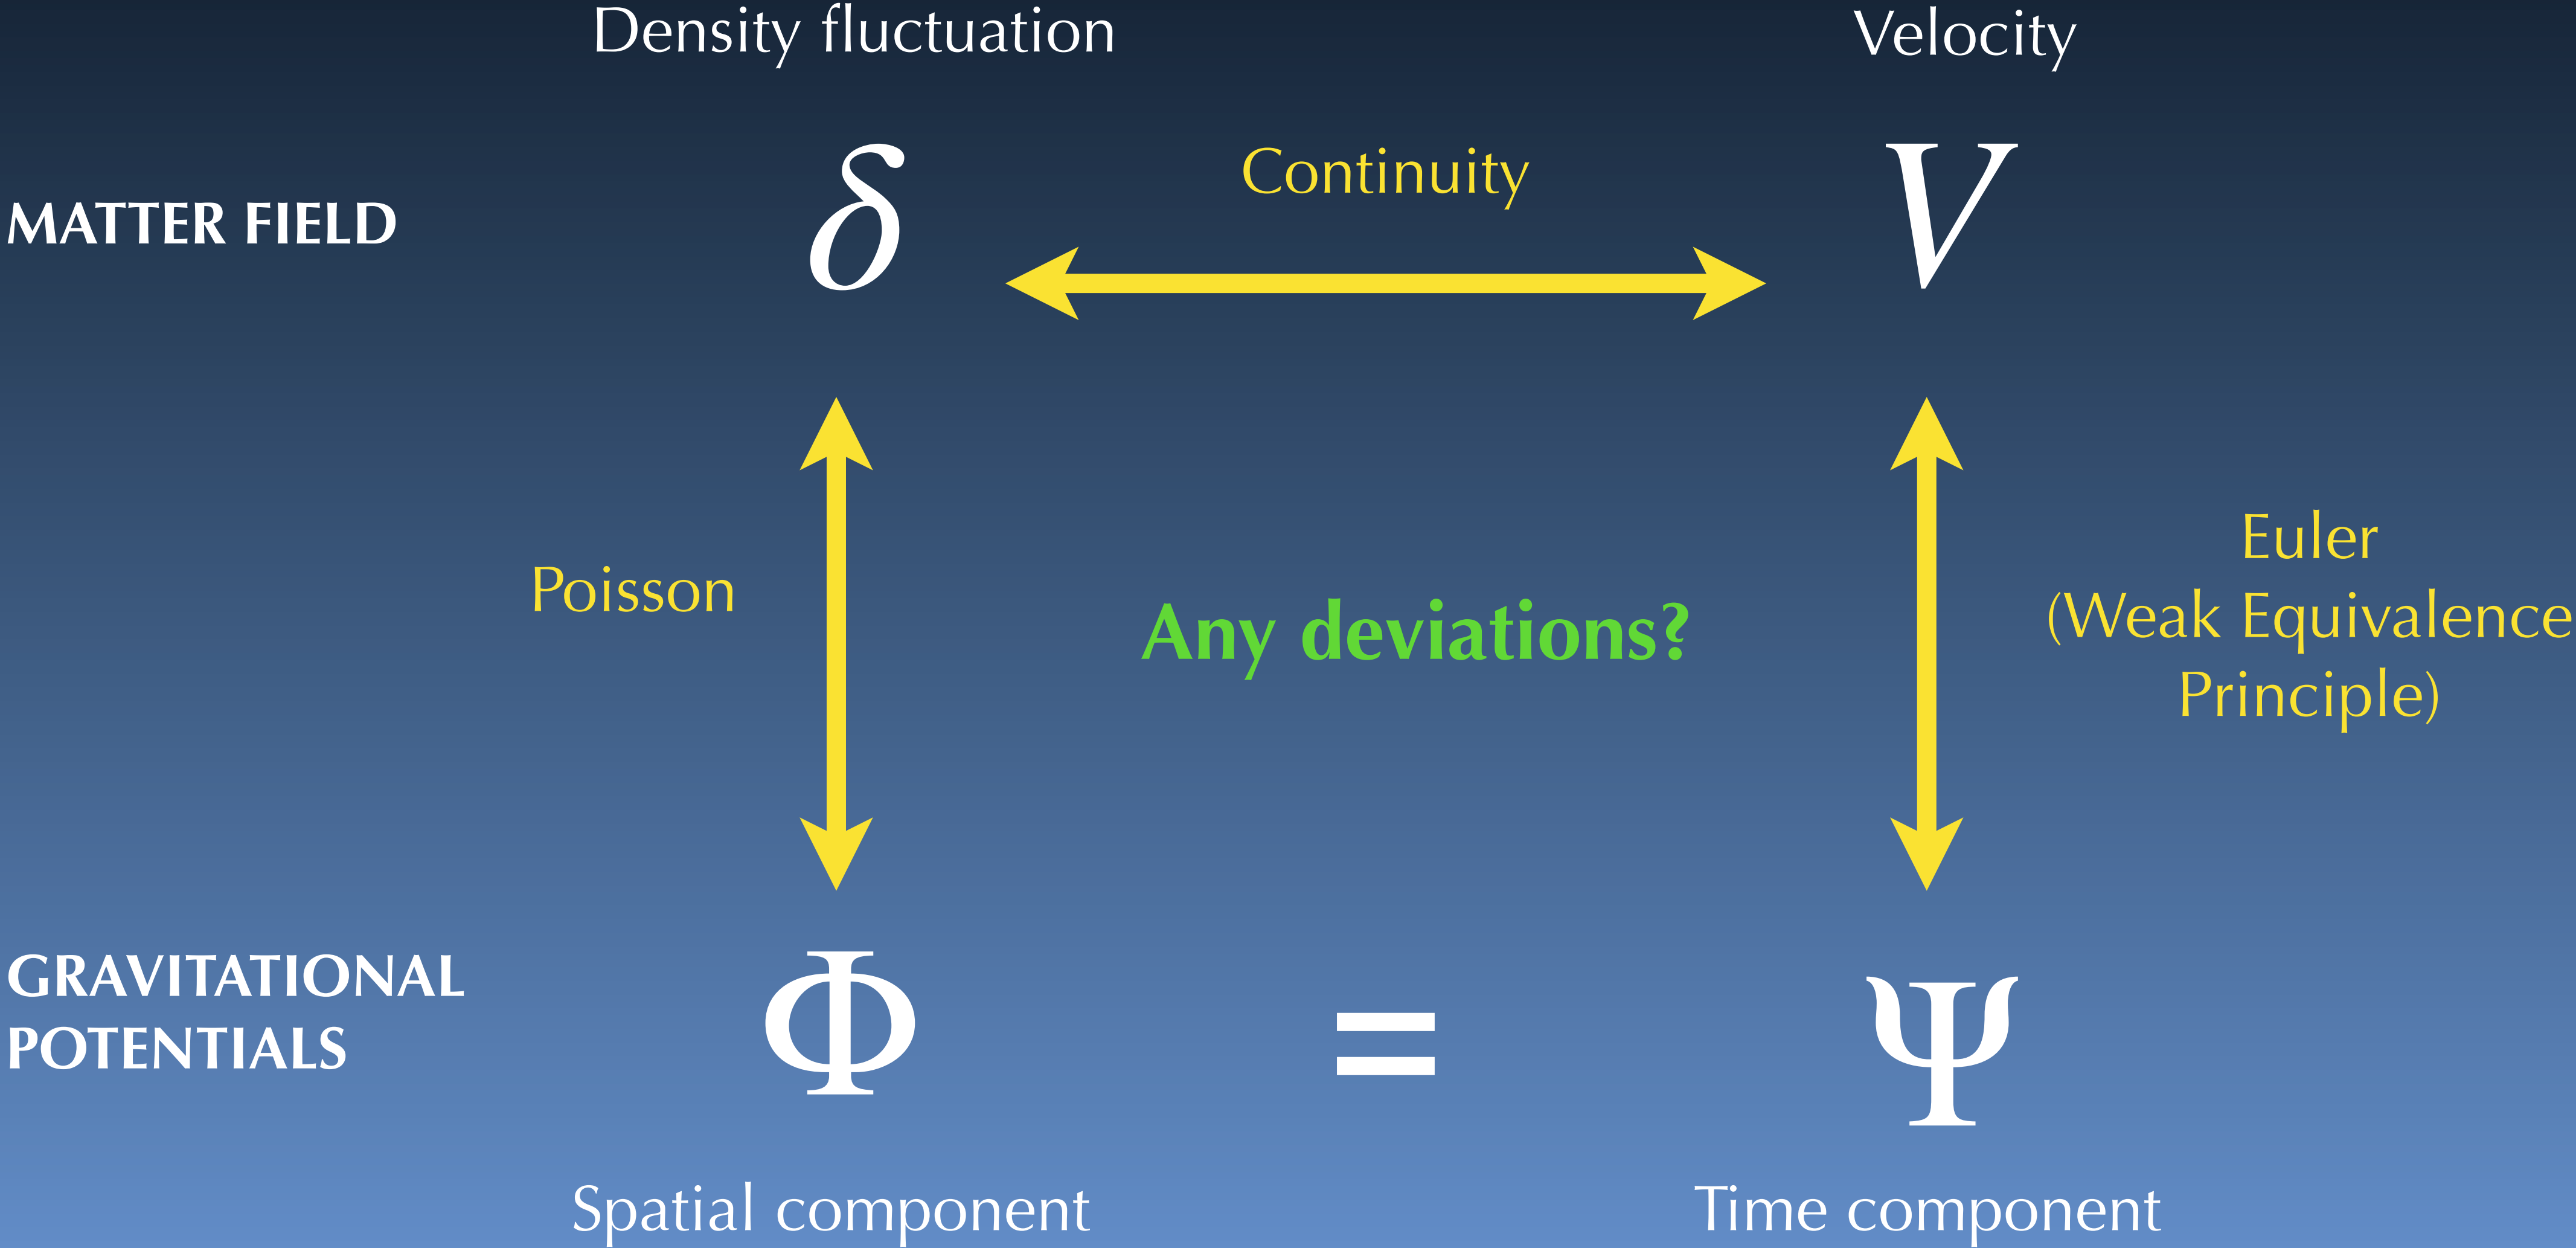 Density fluctuation
Velocity
MATTER FIELD
δ
Continuity
V
Poisson
Any deviations?
Euler
(Weak Equivalence
Principle)
GRAVITATIONAL
POTENTIALS
Φ
=
Ψ
Spatial component
Time component